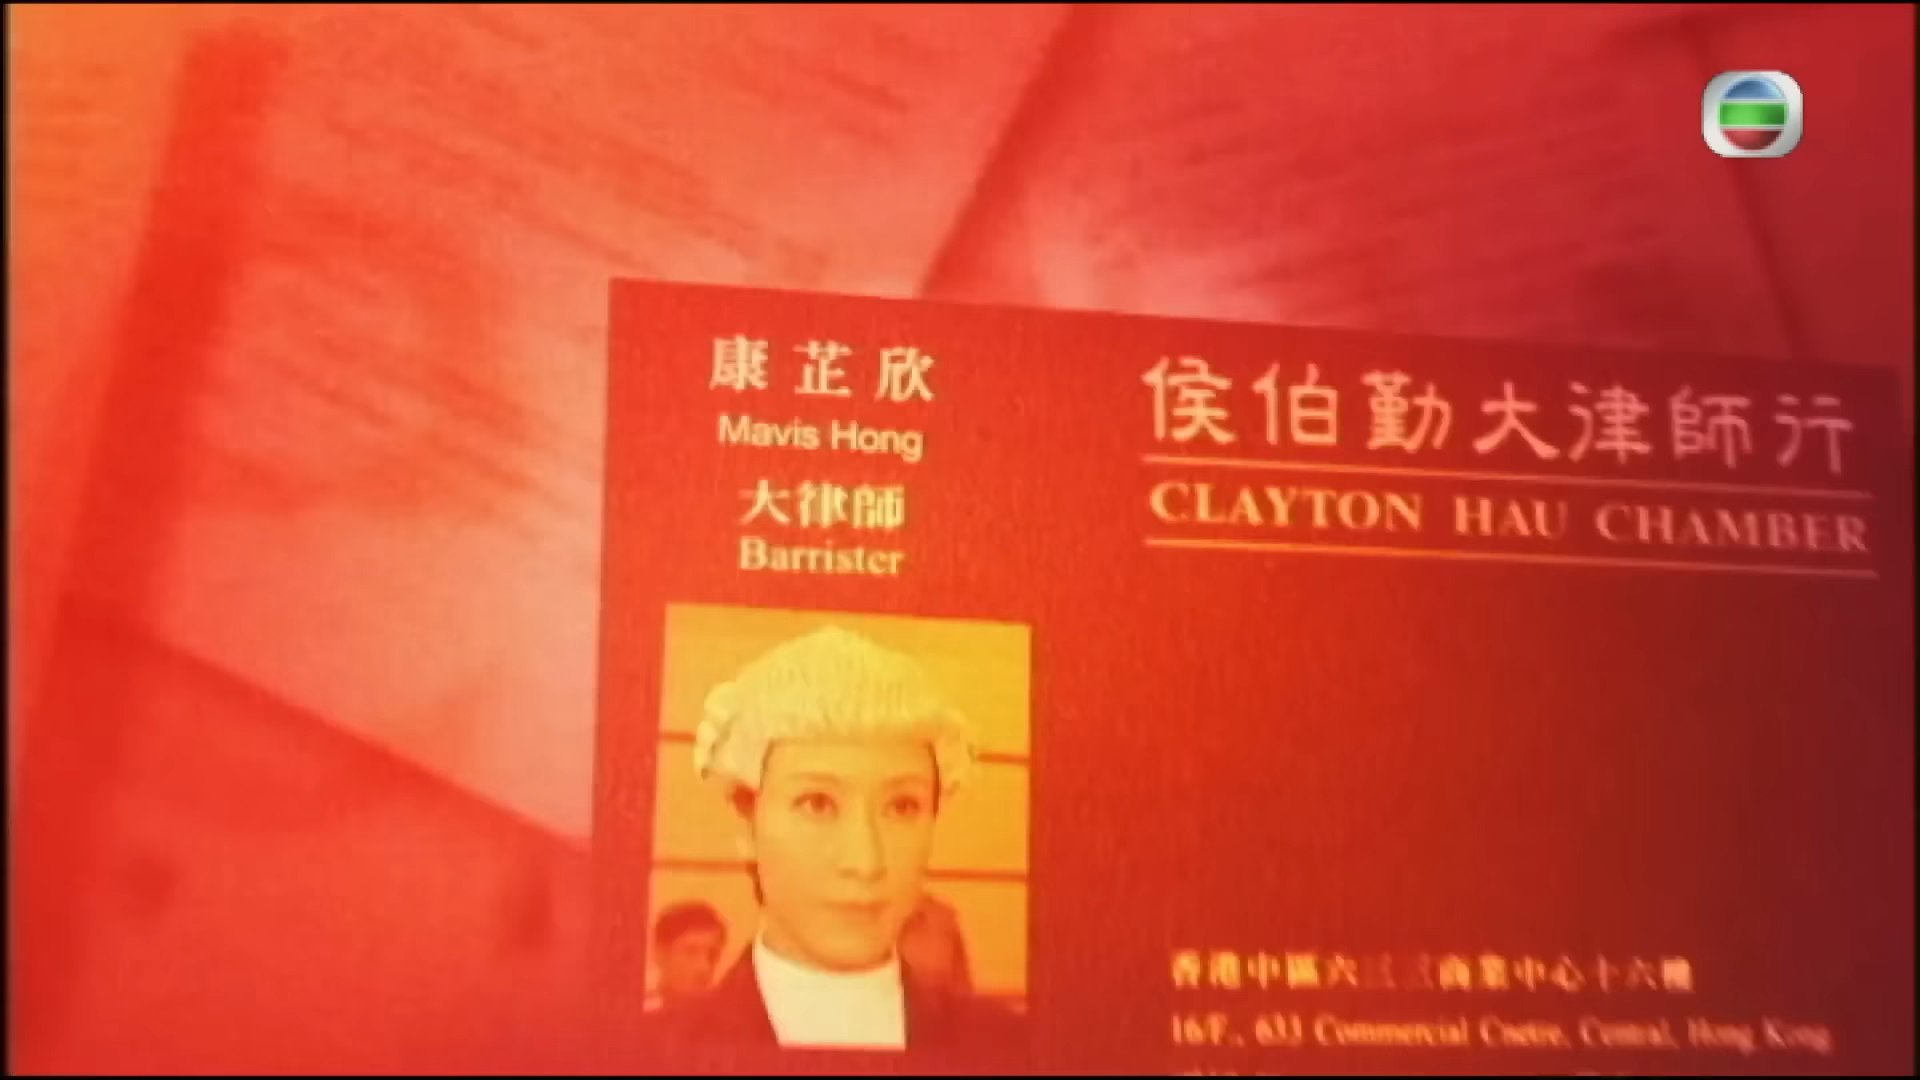 康芷欣
Mavis Hong
大律師
Barrister
侯伯勤大律師行
CLAYTON HAU CHAMBER
香港中區六三三商業中心十六樓
16/F., 633 Commercial Cnetre, Central, Hong Kong